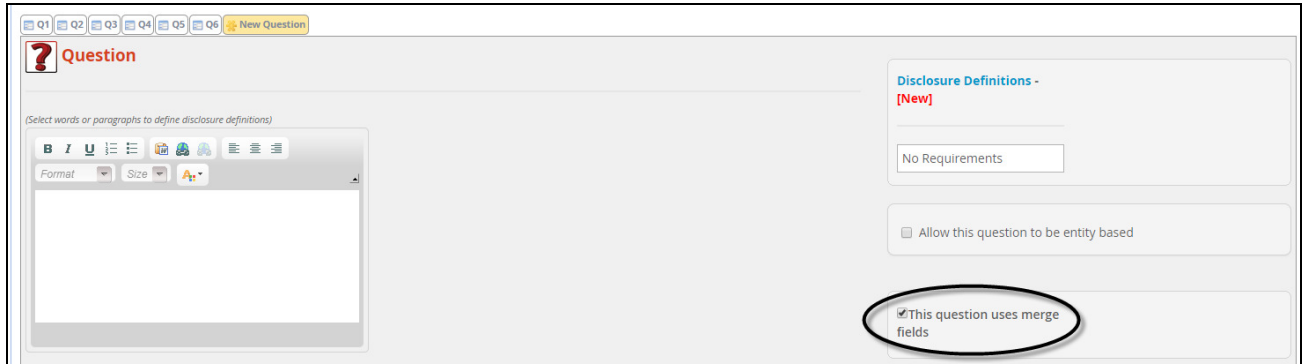 Q1 Q2 Q3 Q4 Q5 Q6 New Question
Question
(Select words or paragraphs to define disclosure definitions)
B I U
Format Size A
Disclosure Definitions -
[New]
No Requirements
Allow this question to be entity based
This question uses merge
fields